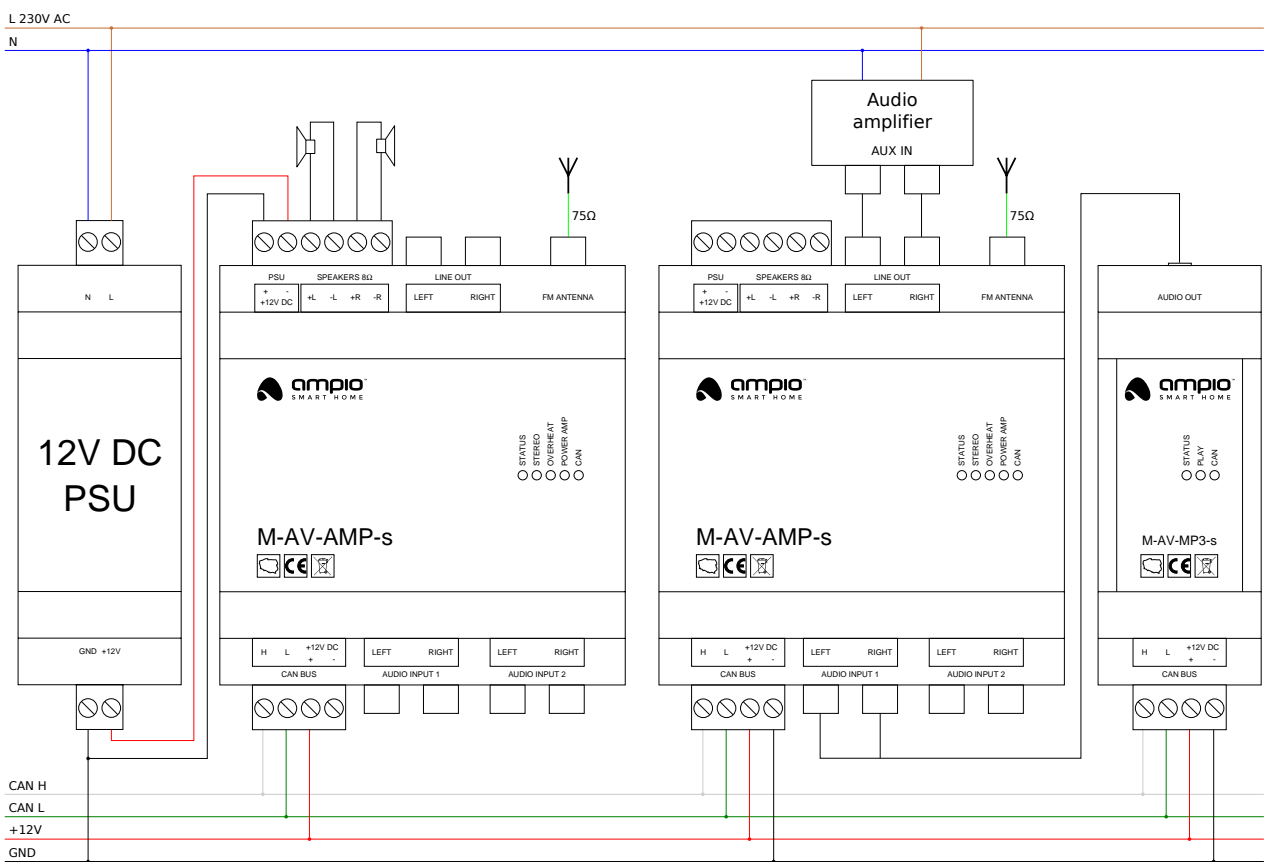 L 230V AC
N
Audio
amplifier
AUX IN
75Ω
75Ω
N L
PSU SPEAKERS 8Ω LINE OUT
+ -
+12V DC +L -L +R -R LEFT RIGHT FM ANTENNA
PSU SPEAKERS 8Ω LINE OUT
+ -
+12V DC +L -L +R -R LEFT RIGHT FM ANTENNA
AUDIO OUT
12V DC
PSU
ampio
SMART HOME
STATUS
STEREO
OVERHEAT
POWER AMP
CAN
M-AV-AMP-s
CE
ampio
SMART HOME
STATUS
STEREO
OVERHEAT
POWER AMP
CAN
M-AV-AMP-s
CE
ampio
SMART HOME
STATUS
PLAY
CAN
M-AV-MP3-s
CE
GND +12V
H L +12V DC
+ -
CAN BUS
LEFT RIGHT
AUDIO INPUT 1
LEFT RIGHT
AUDIO INPUT 2
H L +12V DC
+ -
CAN BUS
LEFT RIGHT
AUDIO INPUT 1
LEFT RIGHT
AUDIO INPUT 2
H L +12V DC
+ -
CAN BUS
CAN H
CAN L
+12V
GND